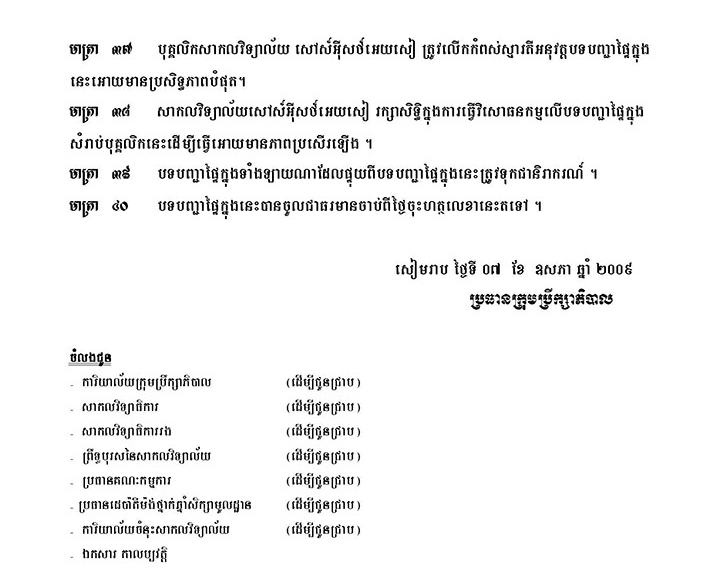 មាត្រា ៣៧ បុគ្គលិកសាកលវិទ្យាល័យ សៅស៍អ៊ីសថ៍អេយសៀ ត្រូវលើកកំពស់ស្មារតីអនុវត្តបទបញ្ជាផ្ទៃក្នុង
នេះអោយមានប្រសិទ្ធភាពបំផុត។
មាត្រា ៣៨ សាកលវិទ្យាល័យសៅស៍អ៊ីសថ៍អេយសៀ រក្សាសិទ្ធិក្នុងការធ្វើវិសោធនកម្មលើបទបញ្ជាផ្ទៃក្នុង
សំរាប់បុគ្គលិកនេះដើម្បីធ្វើអោយមានភាពប្រសើរឡើង ។
មាត្រា ៣៩ បទបញ្ជាផ្ទៃក្នុងទាំងឡាយណាដែលផ្ទុយពីបទបញ្ជាផ្ទៃក្នុងនេះត្រូវទុកជានិរាករណ៍ ។
មាត្រា ៤០ បទបញ្ជាផ្ទៃក្នុងនេះបានចូលជាធរមានចាប់ពីថ្ងៃចុះហត្ថលេខានេះតទៅ ។
សៀមរាប ថ្ងៃទី ០៧ ខែ ឧសភា ឆ្នាំ ២០០៩
ប្រធានក្រុមប្រឹក្សាភិបាល
ចំលងជូន
- ការិយាល័យក្រុមប្រឹក្សាភិបាល (ដើម្បីជូនជ្រាប)
- សាកលវិទ្យាធិការ (ដើម្បីជូនជ្រាប)
- សាកលវិទ្យាធិការរង (ដើម្បីជូនជ្រាប)
- ព្រឹទ្ធបុរសនៃសាកលវិទ្យាល័យ (ដើម្បីជូនជ្រាប)
- ប្រធានគណៈកម្មការ (ដើម្បីជូនជ្រាប)
- ប្រធានដេប៉ាតឺម៉ង់ថ្នាក់ឆ្នាំសិក្សាមូលដ្ឋាន (ដើម្បីជូនជ្រាប)
- ការិយាល័យចំនុះសាកលវិទ្យាល័យ (ដើម្បីជូនជ្រាប)
- ឯកសារ កាលប្បវត្តិ